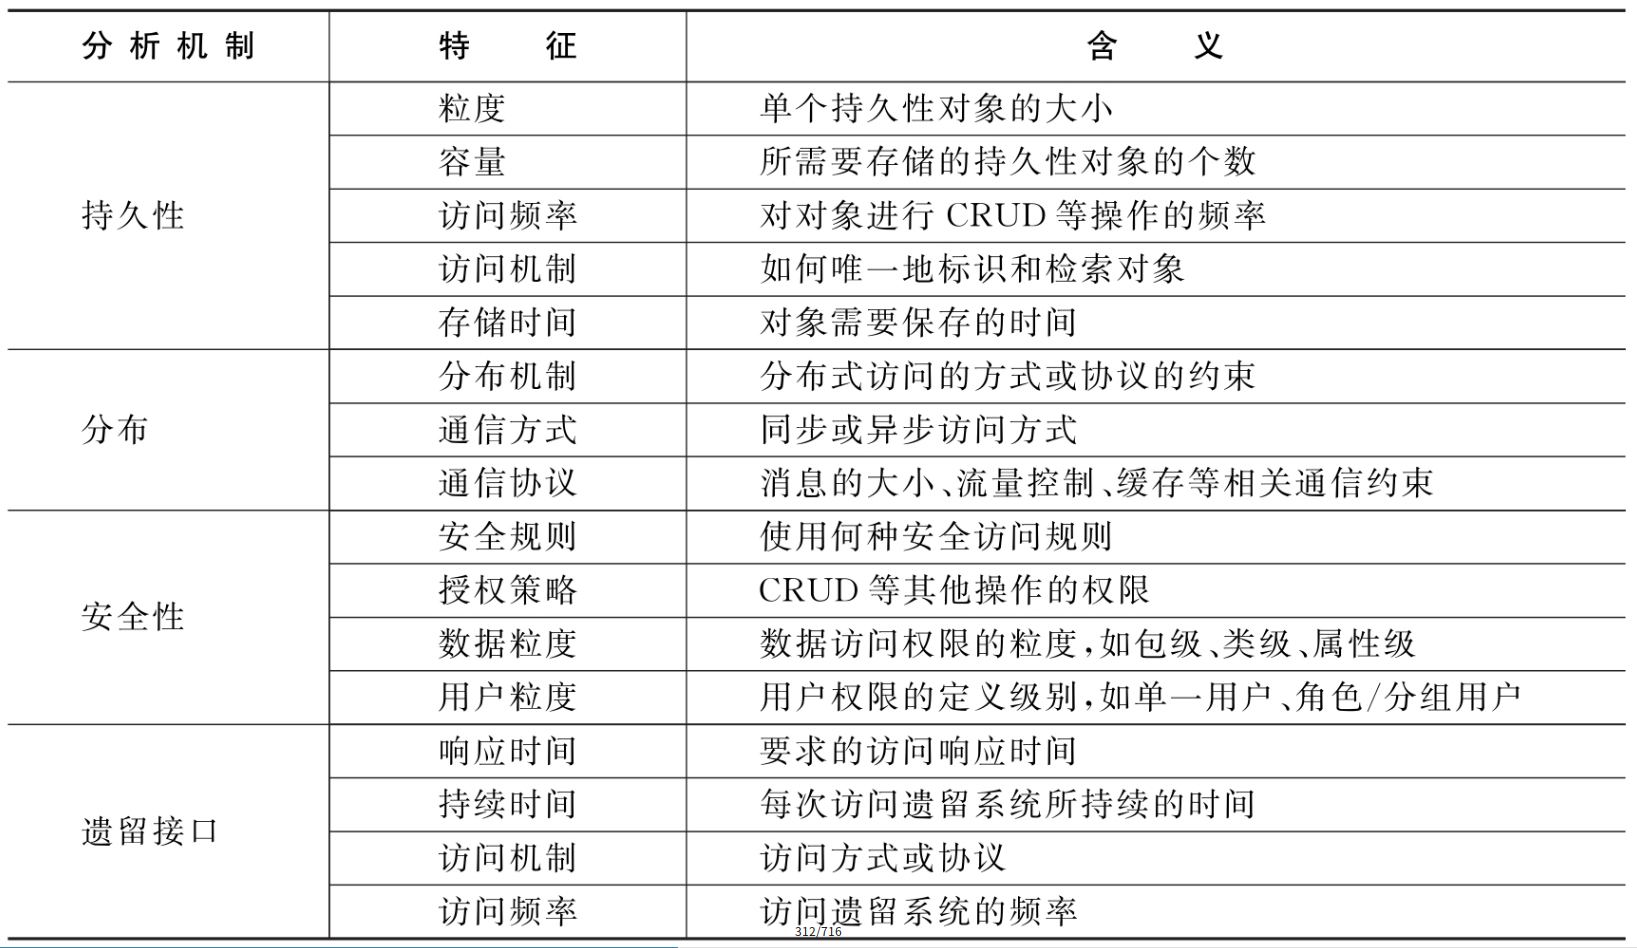 分析机制 特征 含义
粒度 单个持久性对象的大小
容量 所需要存储的持久性对象的个数
持久性 访问频率 对对象进行 CRUD 等操作的频率
访问机制 如何唯一地标识和检索对象
存储时间 对象需要保存的时间
分布机制 分布式访问的方式或协议的约束
分布 通信方式 同步或异步访问方式
通信协议 消息的大小、流量控制、缓存等相关通信约束
安全规则 使用何种安全访问规则
授权策略 CRUD 等其他操作的权限
安全性
数据粒度 数据访问权限的粒度,如包级、类级、属性级
用户粒度 用户权限的定义级别,如单一用户、角色/分组用户
响应时间 要求的访问响应时间
持续时间 每次访问遗留系统所持续的时间
遗留接口
访问机制 访问方式或协议
访问频率 访问遗留系统的频率
312/716